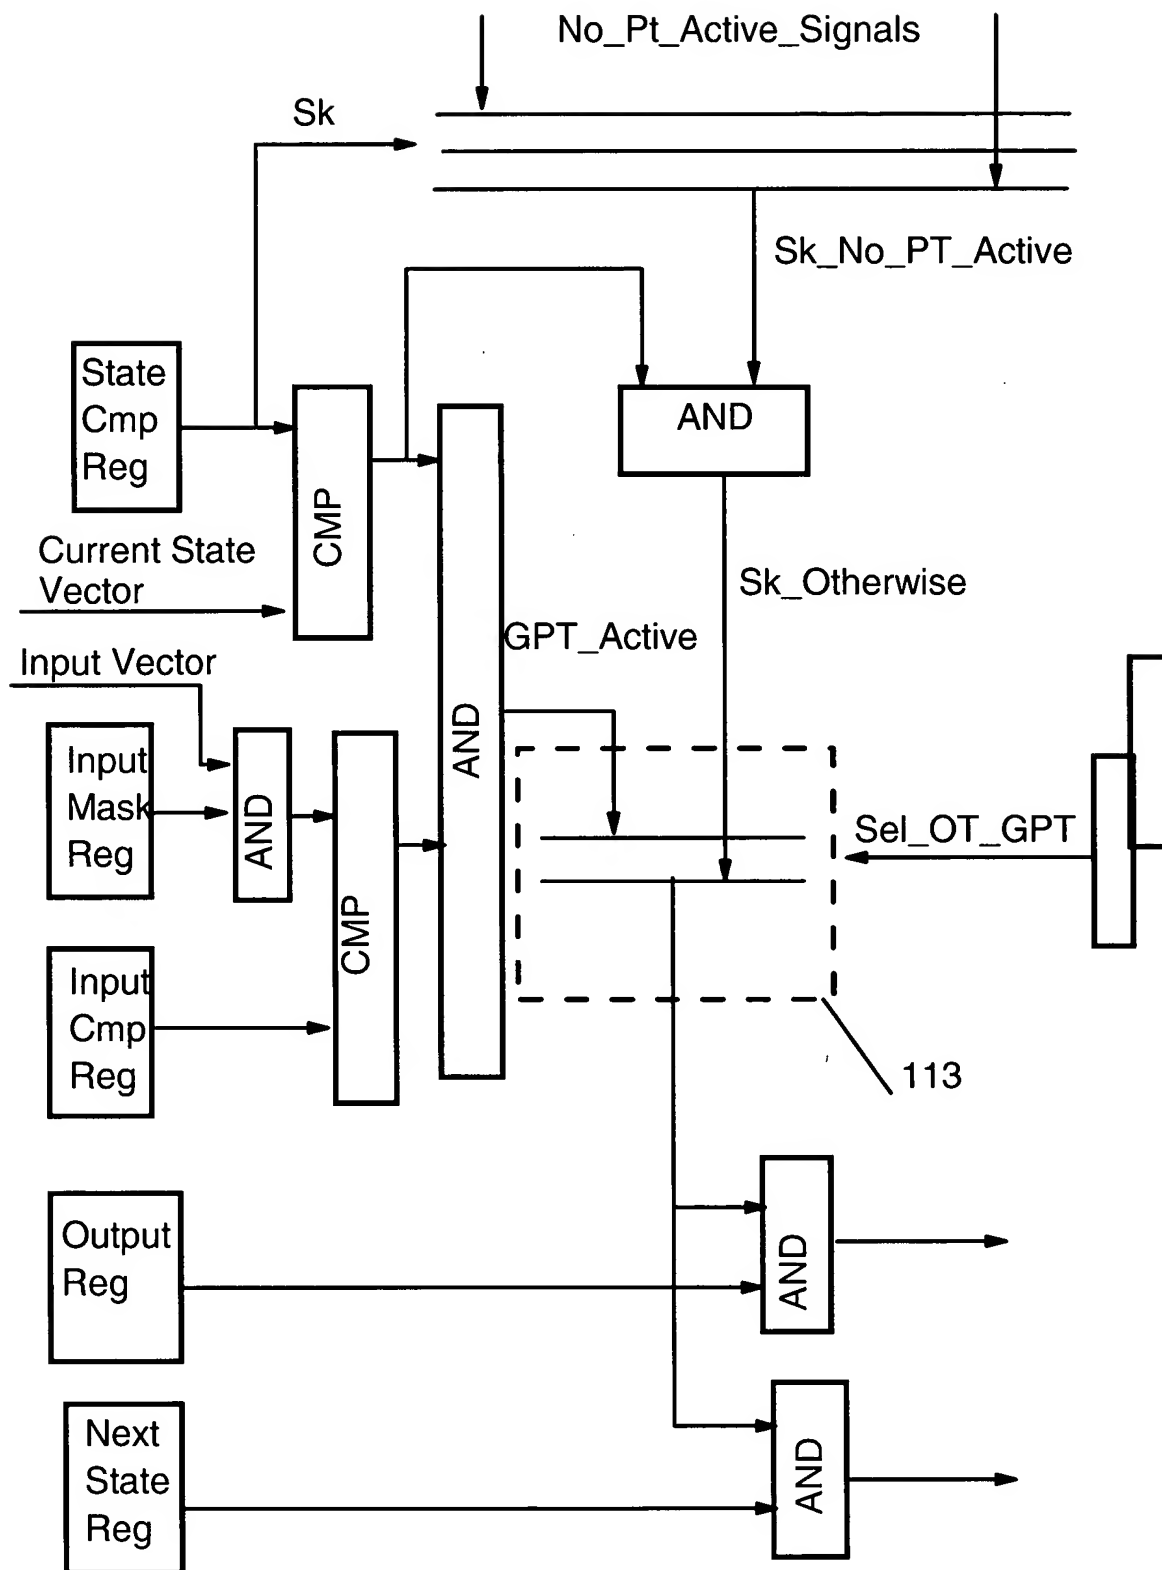 No_Pt_Active_Signals
Sk
Sk_No_PT_Active
State
Cmp
Reg
AND
CMP
Current State
Vector
Sk_Otherwise
GPT_Active
Input Vector
AND
Input
Mask
Reg
AND
Sel_OT_GPT
CMP
Input
Cmp
Reg
113
Output
Reg
AND
Next
State
Reg
AND